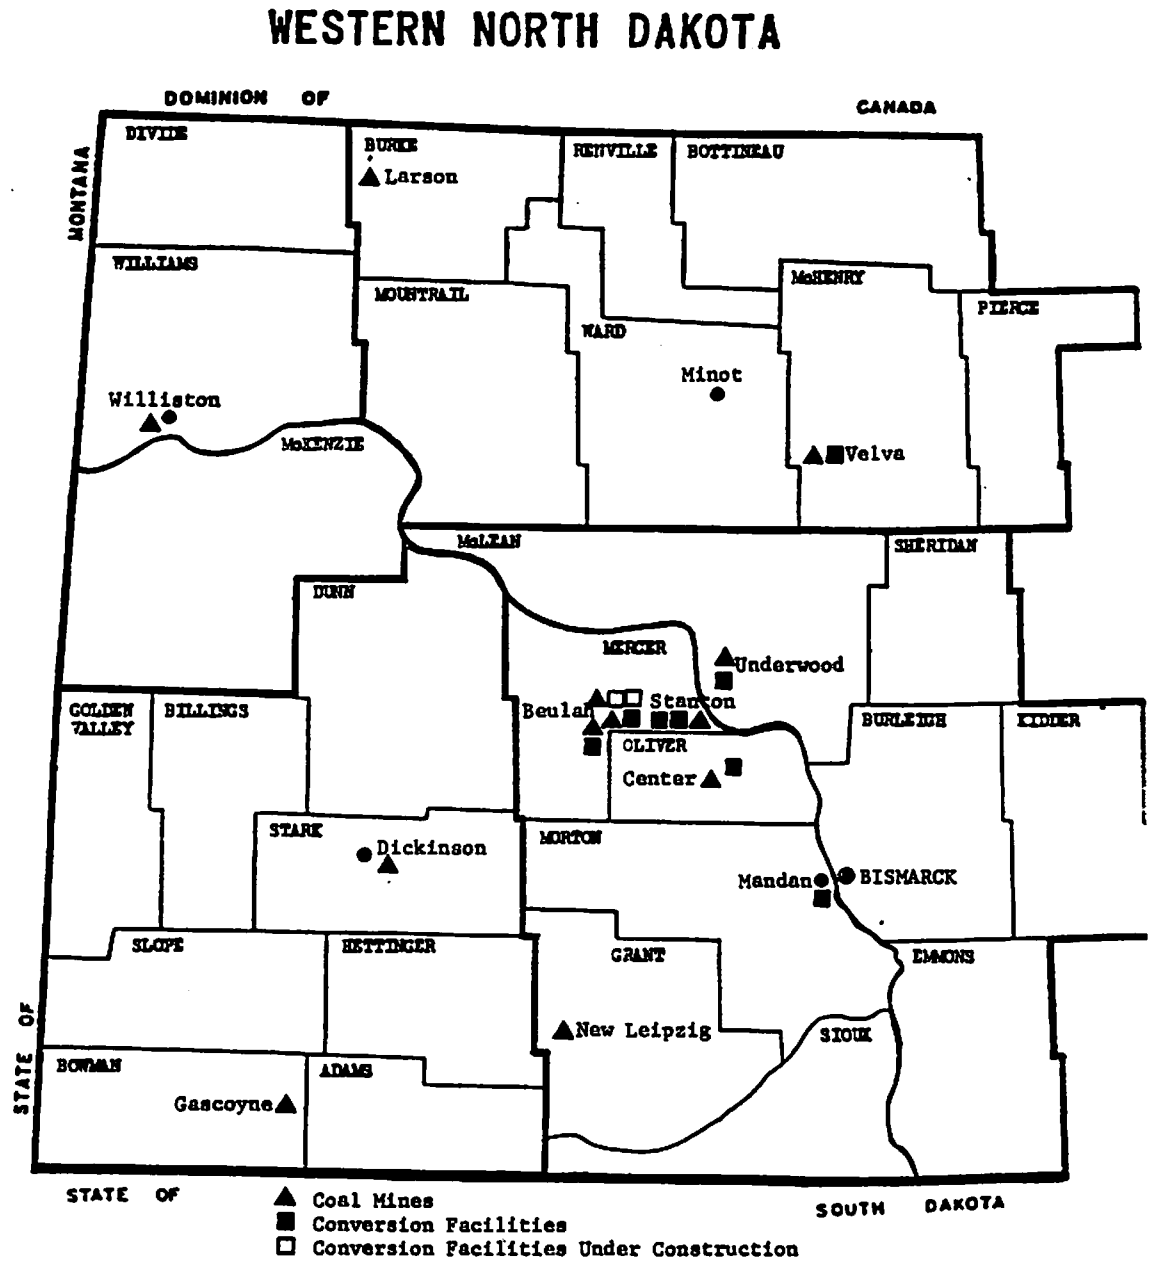 WESTERN NORTH DAKOTA
DOMINION OF CANADA
MONTANA
DIVIDE
BURKE
RENVILLE
BOTTINEAU
Larson
WILLIAMS
MOUNTRAIL
McHENRY
PIERCE
WARD
Minot
Williston
McKENZIE
Velva
McLEAN
SHERIDAN
DUNN
MERCER
Underwood
GOLDEN
VALLEY
BILLINGS
Beulah
Stanton
BURLEIGH
KIDDER
OLIVER
Center
STARK
Dickinson
MORTON
Mandan
BISMARCK
SLOPE
HETTINGER
GRANT
EMMONS
STATE OF
New Leipzig
SIOUX
BOWMAN
ADAMS
Gascoyne
STATE OF
SOUTH DAKOTA
Coal Mines
Conversion Facilities
Conversion Facilities Under Construction